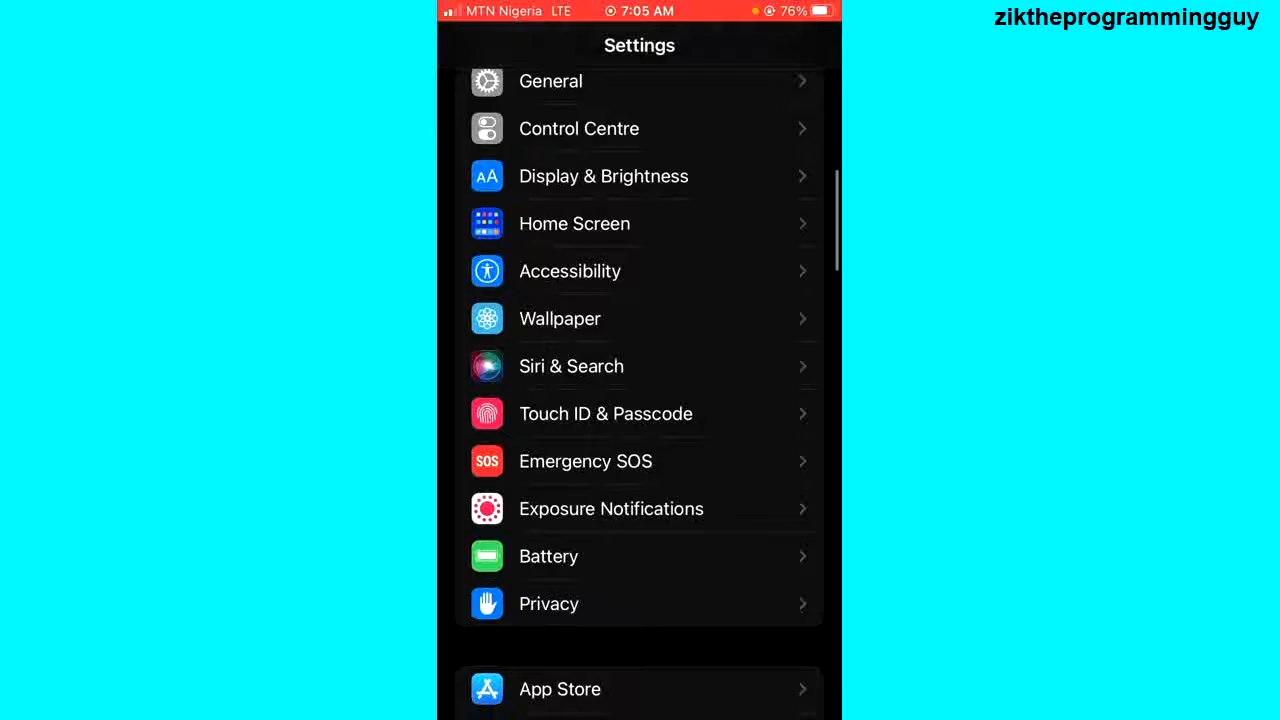 MTN Nigeria LTE 7:05 AM 76%
ziktheprogrammingguy
Settings
General
Control Centre
AA Display & Brightness
Home Screen
Accessibility
Wallpaper
Siri & Search
Touch ID & Passcode
SOS Emergency SOS
Exposure Notifications
Battery
Privacy
App Store